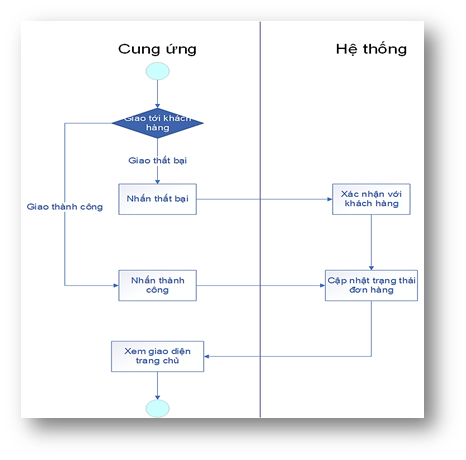 Cung ứng
Hệ thống
Giao tới khách
hàng
Giao thất bại
Nhấn thất bại
Xác nhận với
khách hàng
Giao thành công
Nhấn thành
công
Cập nhật trạng thái
đơn hàng
Xem giao diện
trang chủ